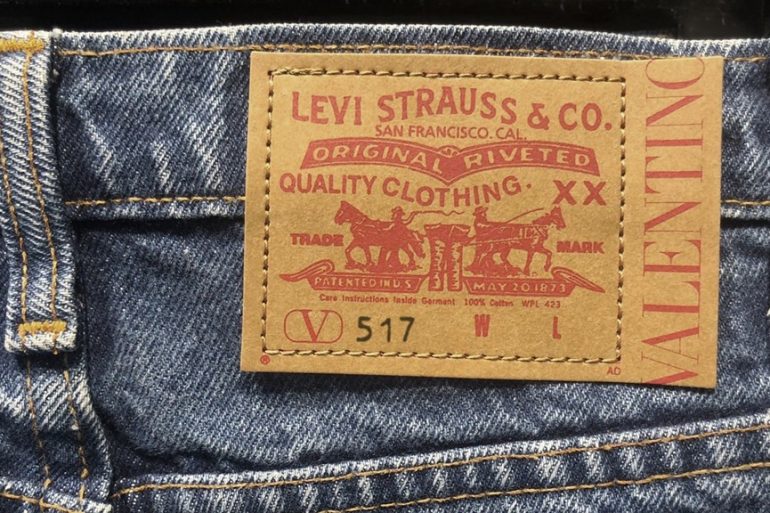 LEVI STRAUSS & CO.
SAN FRANCISCO. CAL.
ORIGINAL RIVETED
QUALITY CLOTHING. XX
TRADE MARK
PATENTED IN U.S. MAY 20 1873
Care Instructions Inside Garment 100% Cotton WPL 423
V 517 W L
® AD
VALENTINO